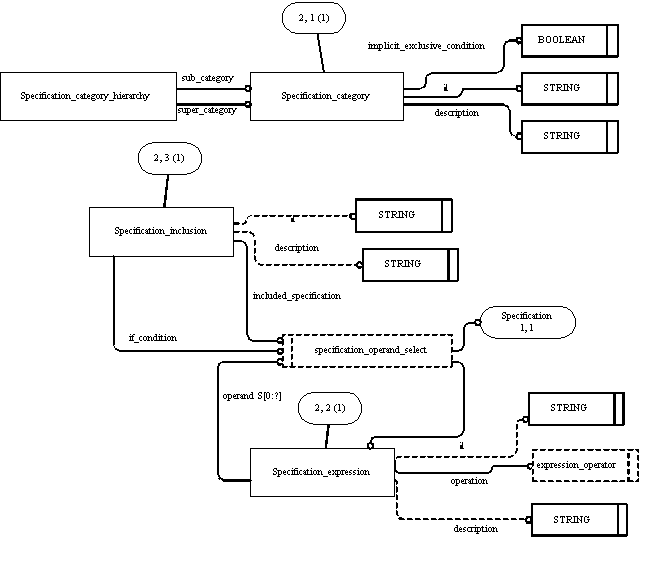 2, 1 (1)
implicit_exclusive_condition
BOOLEAN
sub_category
Specification_category_hierarchy
Specification_category
id
STRING
super_category
description
STRING
2, 3 (1)
Specification_inclusion
id
STRING
description
STRING
included_specification
Specification
1, 1
if_condition
specification_operand_select
operand S[0:?]
2, 2 (1)
STRING
id
Specification_expression
expression_operator
operation
STRING
description